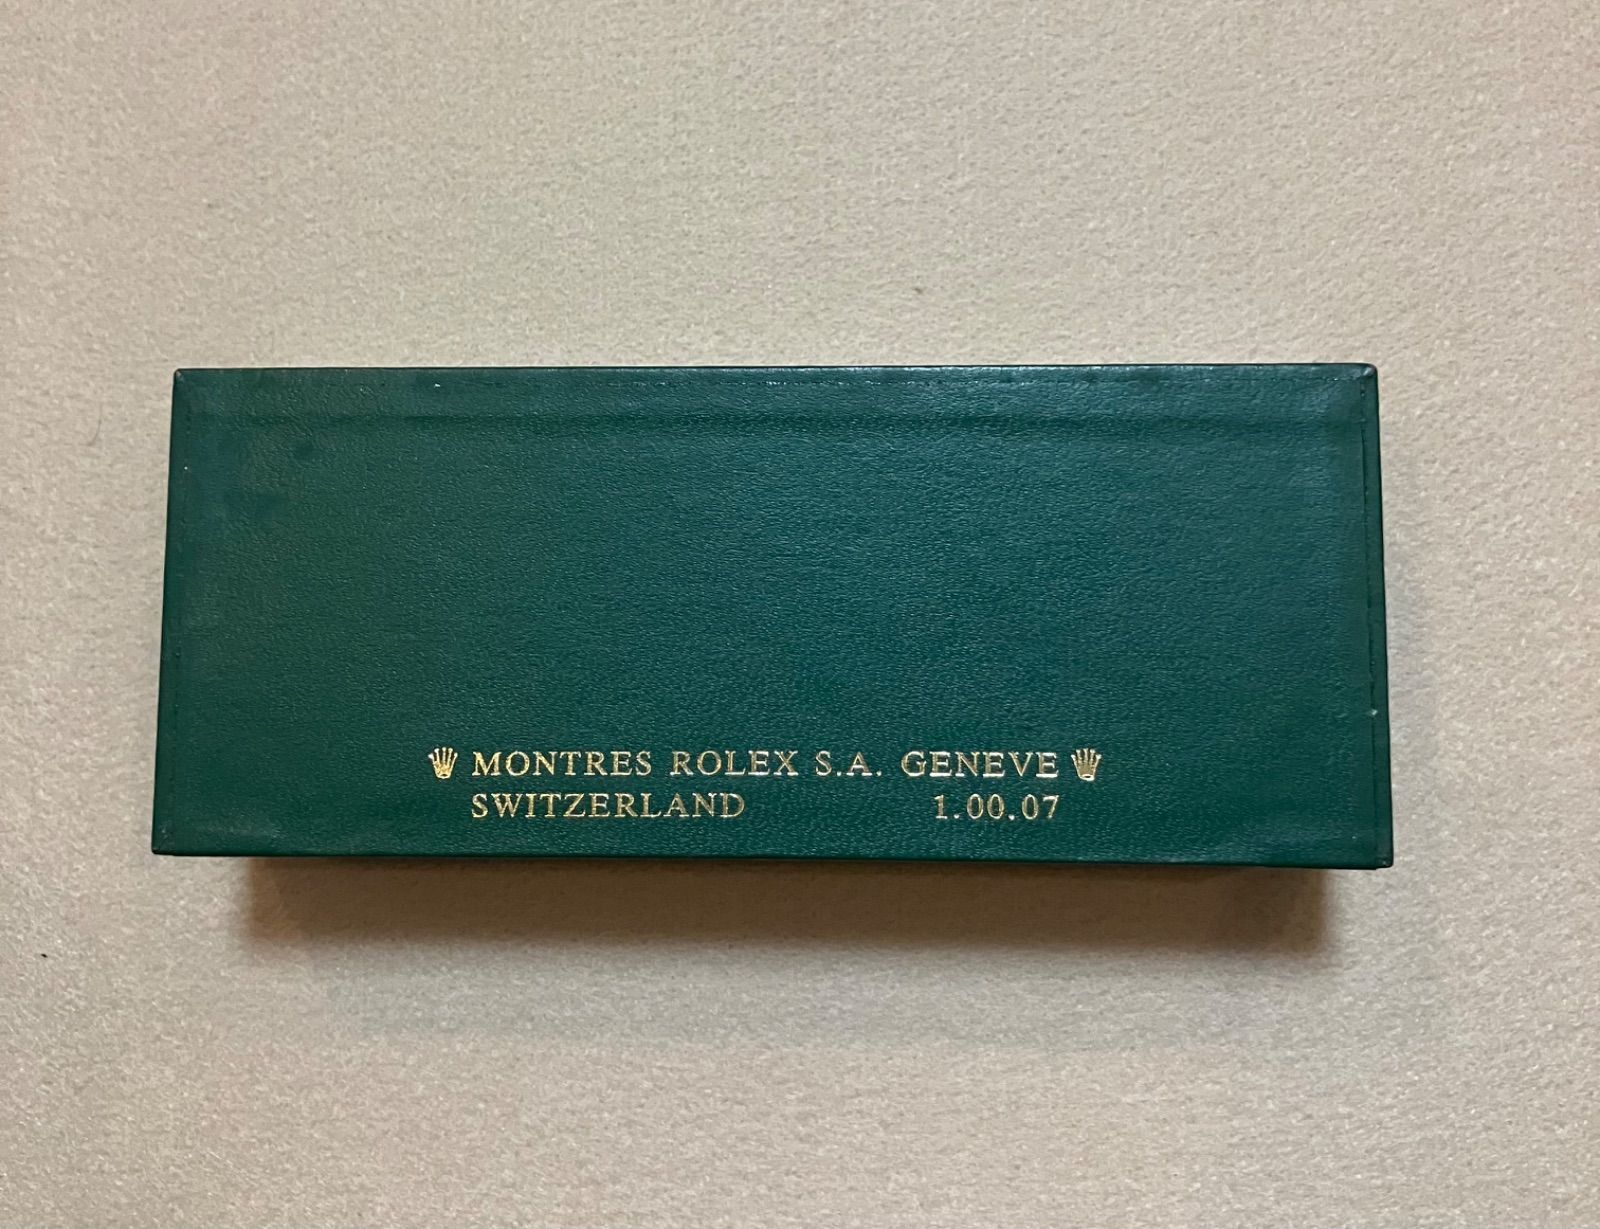 MONTRES ROLEX S.A. GENEVE
SWITZERLAND 1.00.07